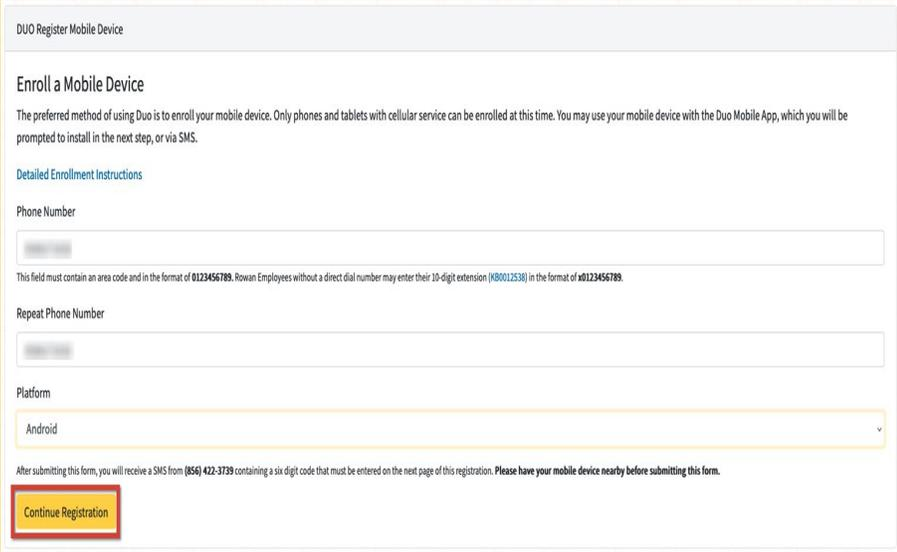 DUO Register Mobile Device
Enroll a Mobile Device
The preferred method of using Duo is to enroll your mobile device. Only phones and tablets with cellular service can be enrolled at this time. You may use your mobile device with the Duo Mobile App, which you will be
prompted to install in the next step, or via SMS.
Detailed Enrollment Instructions
Phone Number
This field must contain an area code and in the format of 0123456789. Rowan Employees without a direct dial number may enter their 10-digit extension (KB0012538) in the format of x0123456789.
Repeat Phone Number
Platform
Android
After submitting this form, you will receive a SMS from (856) 422-3739 containing a six digit code that must be entered on the next page of this registration. Please have your mobile device nearby before submitting this form.
Continue Registration